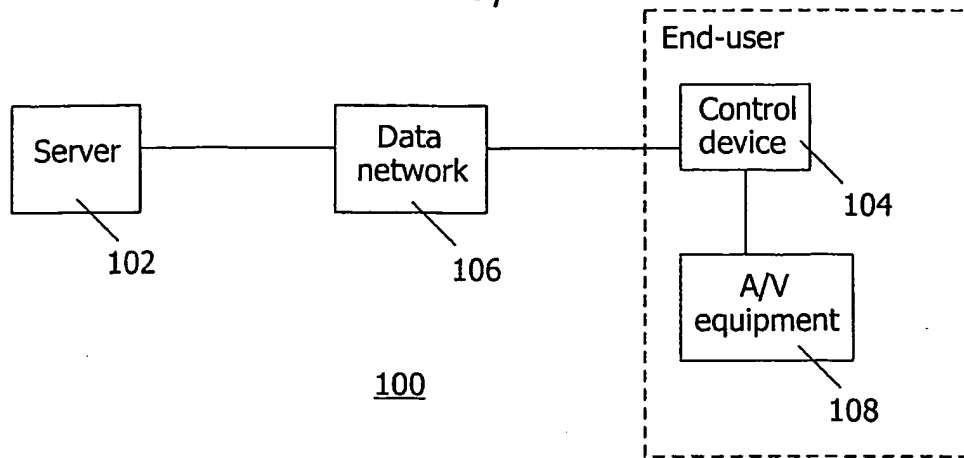 End-user
Server
102
Data
network
106
Control
device
104
A/V
equipment
108
100